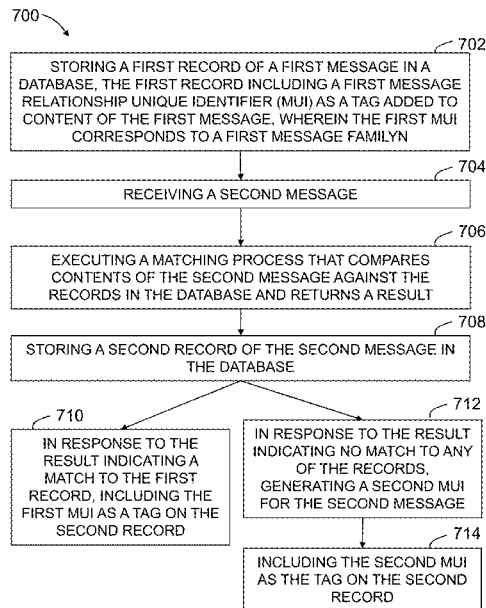 700
702
STORING A FIRST RECORD OF A FIRST MESSAGE IN A
DATABASE, THE FIRST RECORD INCLUDING A FIRST MESSAGE
RELATIONSHIP UNIQUE IDENTIFIER (MUI) AS A TAG ADDED TO
CONTENT OF THE FIRST MESSAGE, WHEREIN THE FIRST MUI
CORRESPONDS TO A FIRST MESSAGE FAMILYN
704
RECEIVING A SECOND MESSAGE
706
EXECUTING A MATCHING PROCESS THAT COMPARES
CONTENTS OF THE SECOND MESSAGE AGAINST THE
RECORDS IN THE DATABASE AND RETURNS A RESULT
708
STORING A SECOND RECORD OF THE SECOND MESSAGE IN
THE DATABASE
710
IN RESPONSE TO THE
RESULT INDICATING A
MATCH TO THE FIRST
RECORD, INCLUDING THE
FIRST MUI AS A TAG ON THE
SECOND RECORD
712
IN RESPONSE TO THE RESULT
INDICATING NO MATCH TO ANY
OF THE RECORDS,
GENERATING A SECOND MUI
FOR THE SECOND MESSAGE
714
INCLUDING THE SECOND MUI
AS THE TAG ON THE SECOND
RECORD